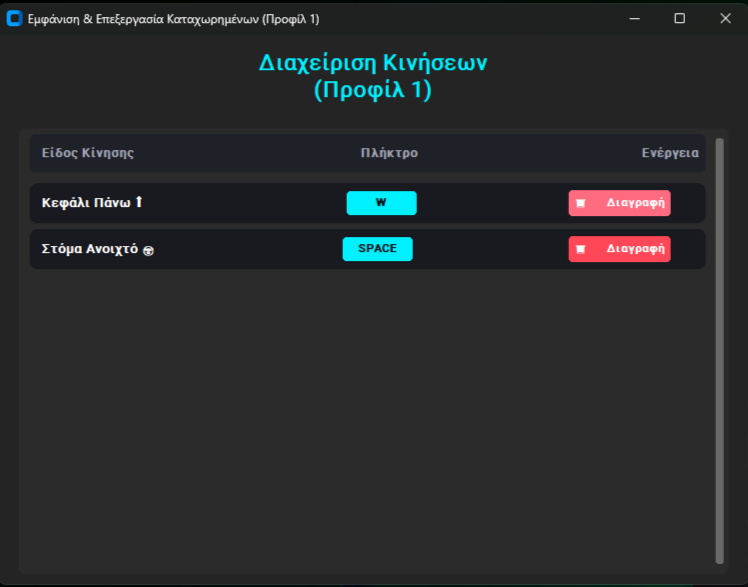 Εμφάνιση & Επεξεργασία Καταχωρημένων (Προφίλ 1)
Διαχείριση Κινήσεων
(Προφίλ 1)
Είδος Κίνησης Πλήκτρο Ενέργεια
Κεφάλι Πάνω ⬆ W Διαγραφή
Στόμα Ανοιχτό 😮 SPACE Διαγραφή